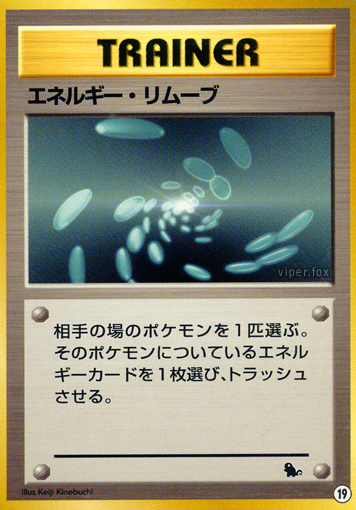 TRAINER
エネルギー・リムーブ
viper.fox
相手の場のポケモンを1匹選ぶ。
そのポケモンについているエネル
ギーカードを1枚選び、トラッシュ
させる。
Illus. Keiji Kinebuchi
19